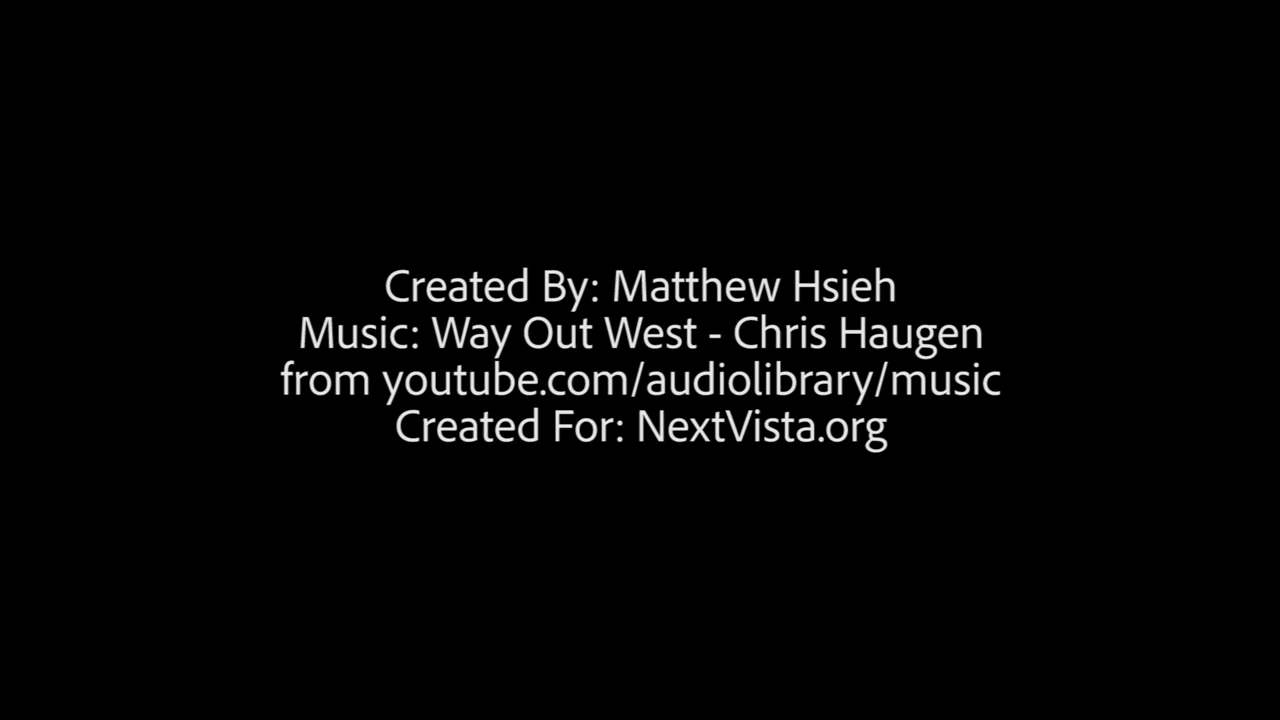 Created By: Matthew Hsieh
Music: Way Out West - Chris Haugen
from youtube.com/audiolibrary/music
Created For: NextVista.org